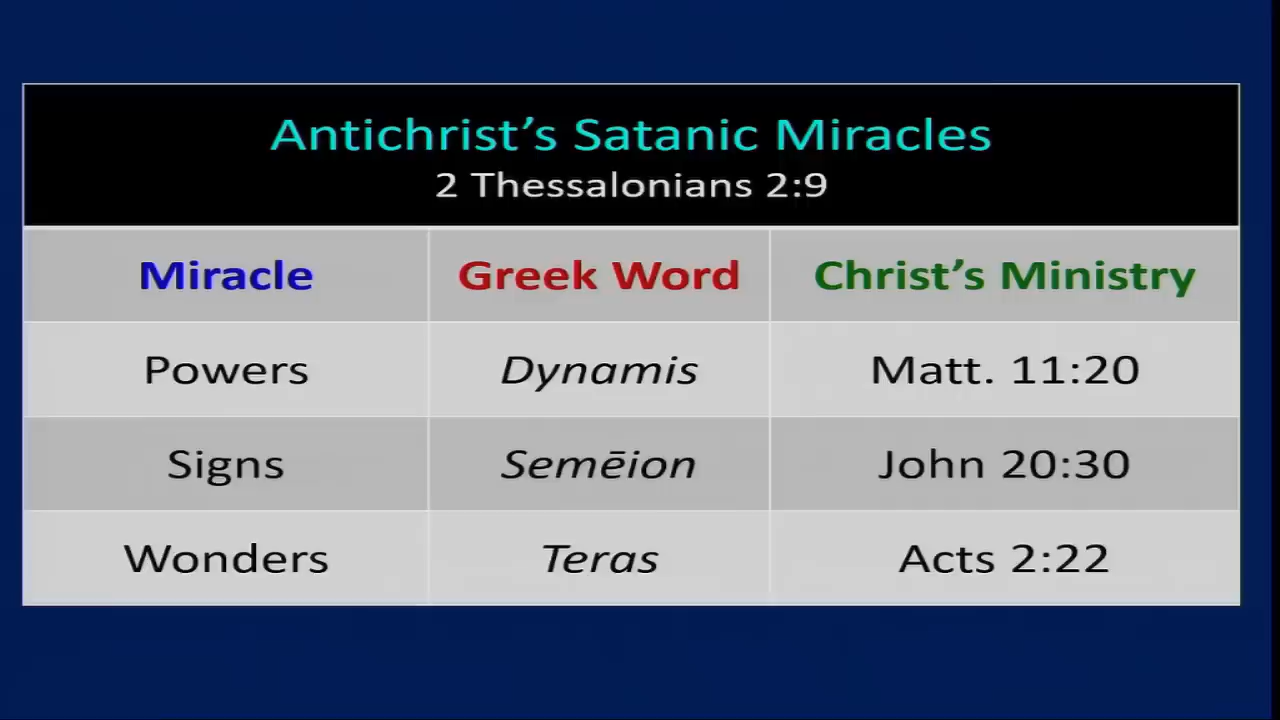 Antichrist’s Satanic Miracles
2 Thessalonians 2:9
Miracle Greek Word Christ’s Ministry
Powers Dynamis Matt. 11:20
Signs Semēion John 20:30
Wonders Teras Acts 2:22